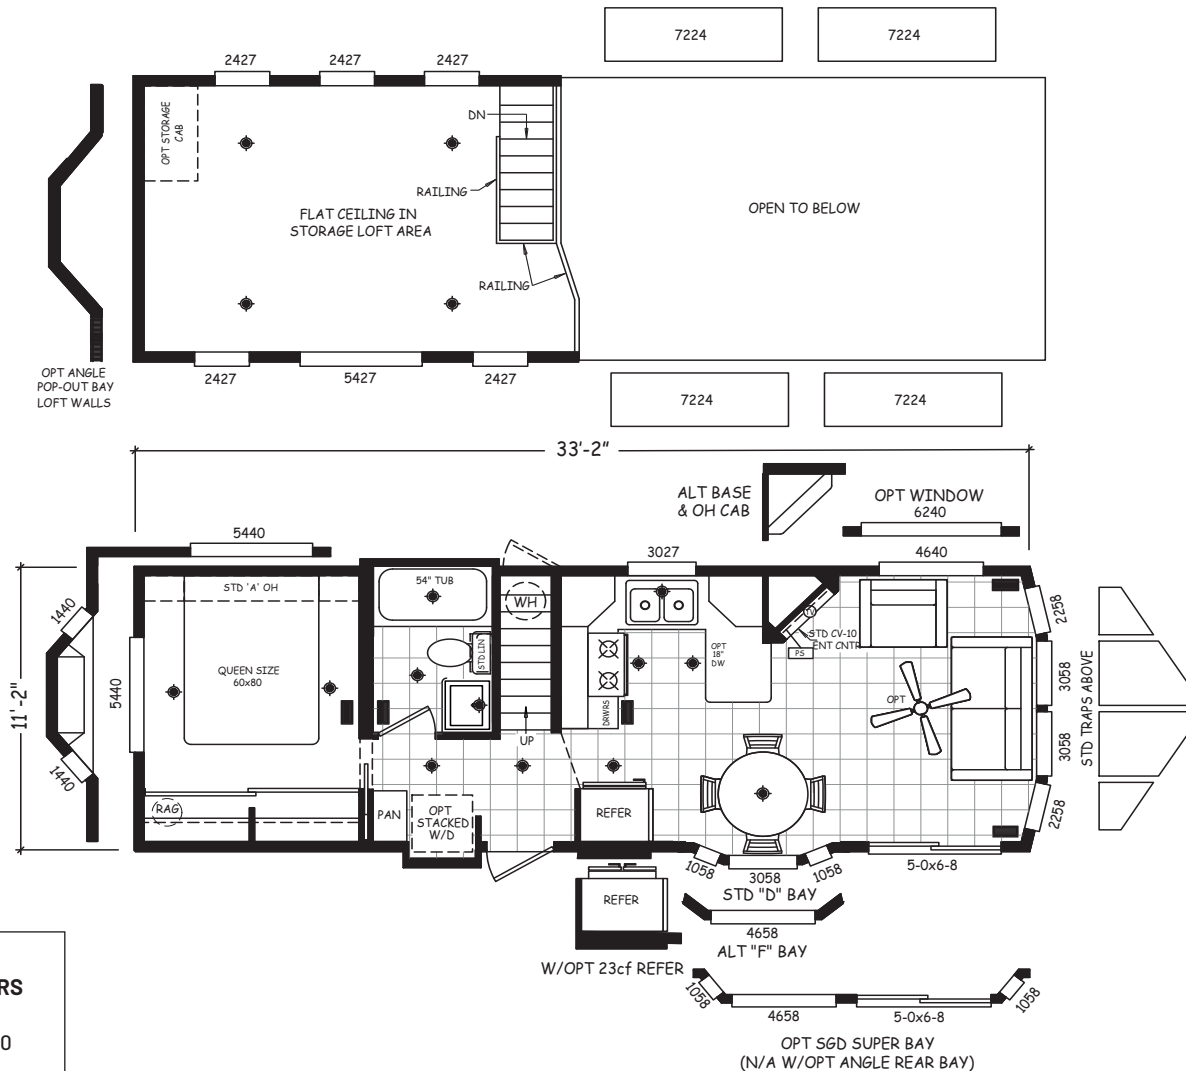 7224
7224
2427
2427
2427
OPT STORAGE
CAB
DN
RAILING
FLAT CEILING IN
STORAGE LOFT AREA
OPEN TO BELOW
RAILING
OPT ANGLE
POP-OUT BAY
LOFT WALLS
2427
5427
2427
7224
7224
33'-2"
ALT BASE
& OH CAB
OPT WINDOW
6240
5440
3027
4640
STD 'A' OH
54" TUB
WH
1440
2258
STD LIN
OPT
18"
DW
STD CV-10
ENT CNTR
TV
PS
QUEEN SIZE
60x80
11'-2"
5440
3058
STD TRAPS ABOVE
OPT
DRWRS
UP
3058
1440
RAG
PAN
OPT
STACKED
W/D
REFER
2258
1058
3058
1058
5-0x6-8
STD "D" BAY
REFER
4658
ALT "F" BAY
W/OPT 23cf REFER
1058
4658
5-0x6-8
1058
OPT SGD SUPER BAY
(N/A W/OPT ANGLE REAR BAY)
RS
0